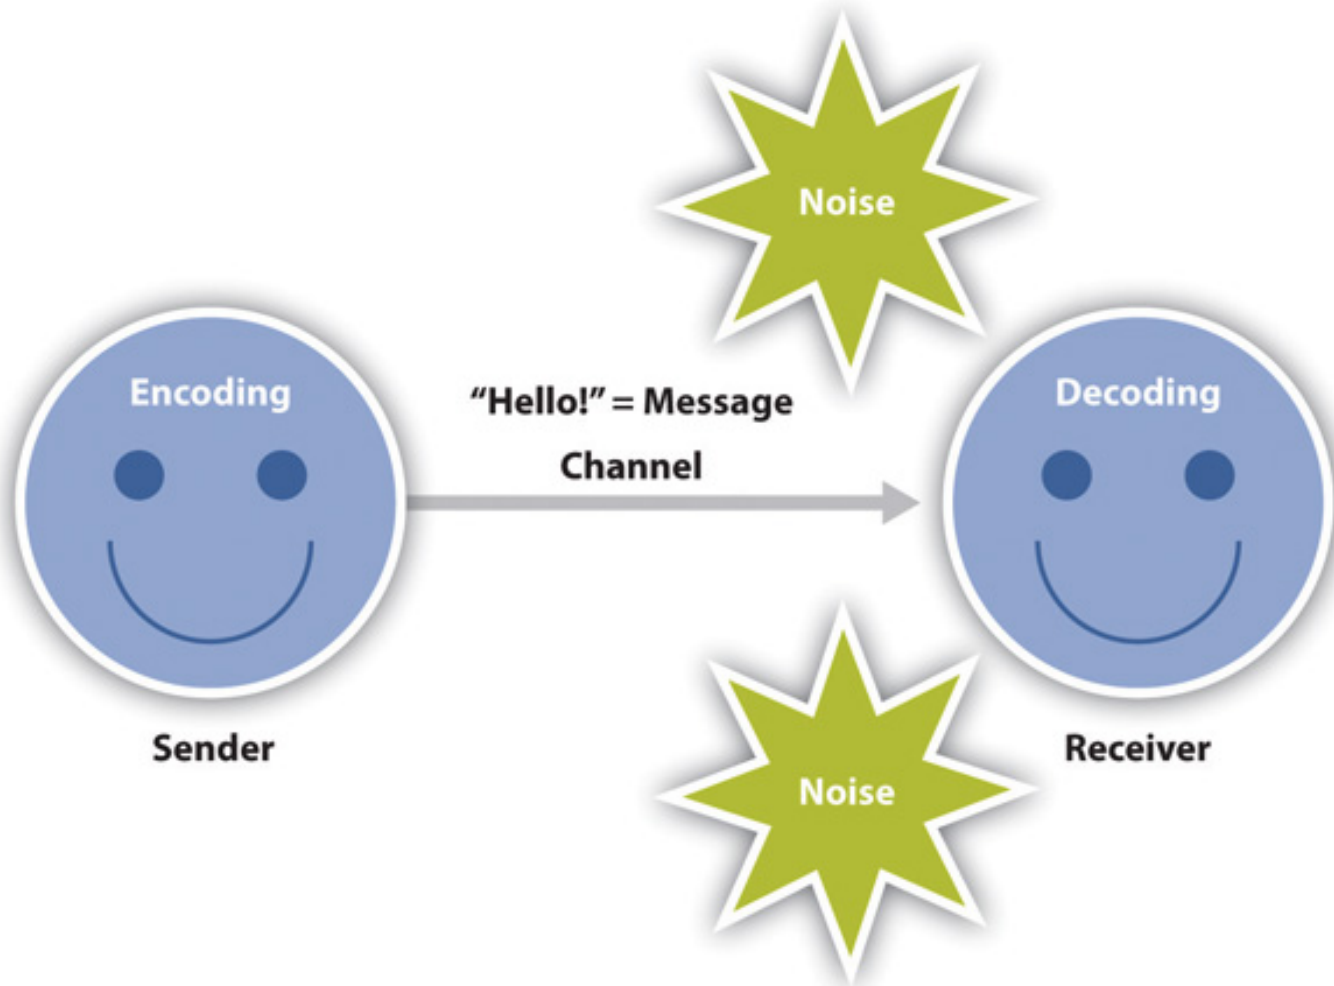 Noise
Encoding
“Hello!” = Message
Channel
Decoding
Sender
Receiver
Noise